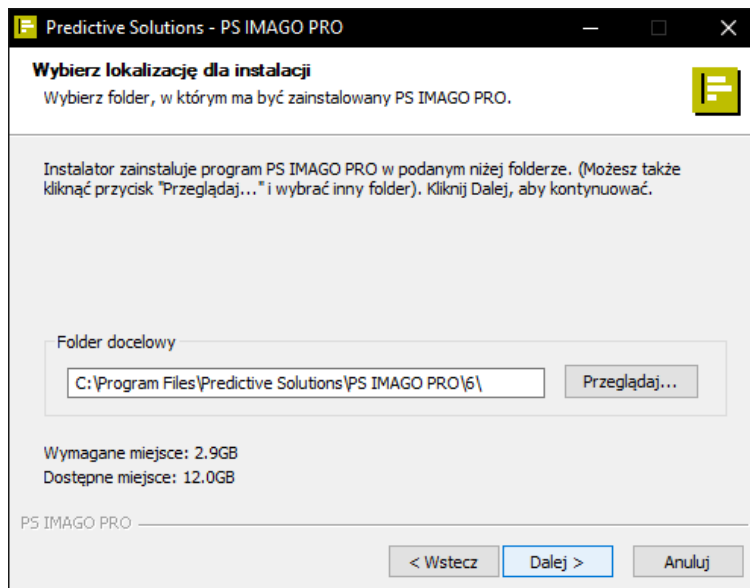 Predictive Solutions - PS IMAGO PRO
Wybierz lokalizację dla instalacji
Wybierz folder, w którym ma być zainstalowany PS IMAGO PRO.
Instalator zainstaluje program PS IMAGO PRO w podanym niżej folderze. (Możesz także
kliknąć przycisk "Przeglądaj..." i wybrać inny folder). Kliknij Dalej, aby kontynuować.
Folder docelowy
C:\Program Files\Predictive Solutions\PS IMAGO PRO\6\
Przeglądaj...
Wymagane miejsce: 2.9GB
Dostępne miejsce: 12.0GB
PS IMAGO PRO
< Wstecz
Dalej >
Anuluj